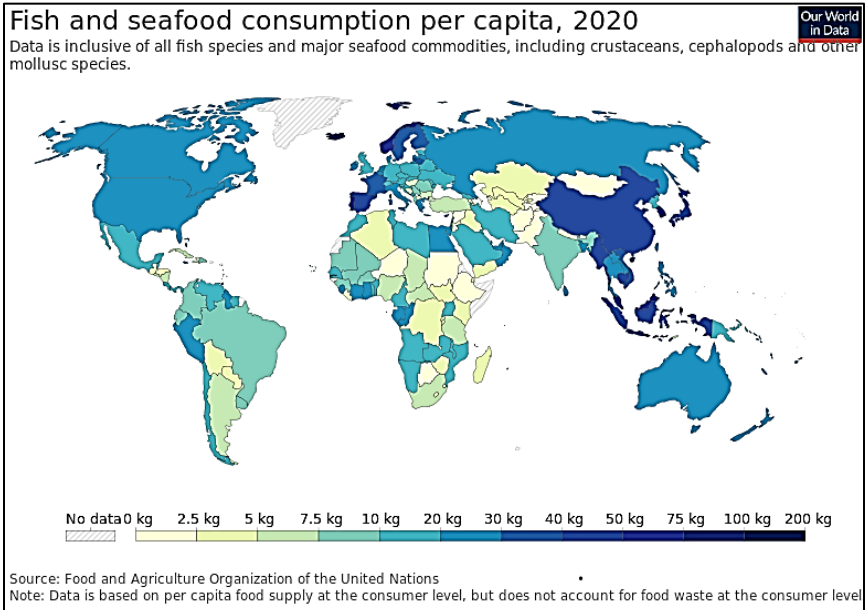 Fish and seafood consumption per capita, 2020
Our World
in Data
Data is inclusive of all fish species and major seafood commodities, including crustaceans, cephalopods and other
mollusc species.
No data 0 kg 2.5 kg 5 kg 7.5 kg 10 kg 20 kg 30 kg 40 kg 50 kg 75 kg 100 kg 200 kg
Source: Food and Agriculture Organization of the United Nations
Note: Data is based on per capita food supply at the consumer level, but does not account for food waste at the consumer level